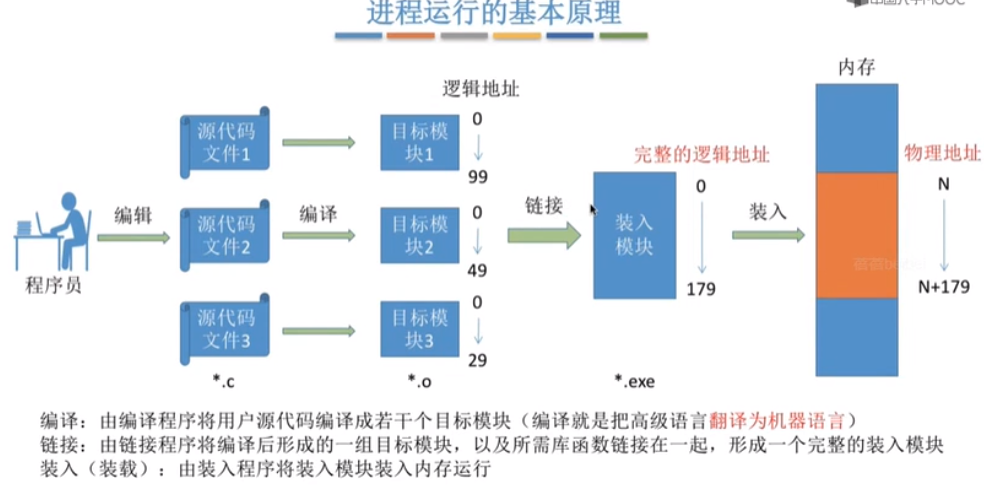 中国大学MOOC
进程运行的基本原理
内存
逻辑地址
源代码文件1
目标模块1
0
99
完整的逻辑地址
物理地址
程序员
编辑
源代码文件2
编译
目标模块2
0
49
链接
装入模块
0
179
装入
N
N+179
源代码文件3
目标模块3
0
29
*.c
*.o
*.exe
编译：由编译程序将用户源代码编译成若干个目标模块（编译就是把高级语言翻译为机器语言）
链接：由链接程序将编译后形成的一组目标模块，以及所需库函数链接在一起，形成一个完整的装入模块
装入（装载）：由装入程序将装入模块装入内存运行